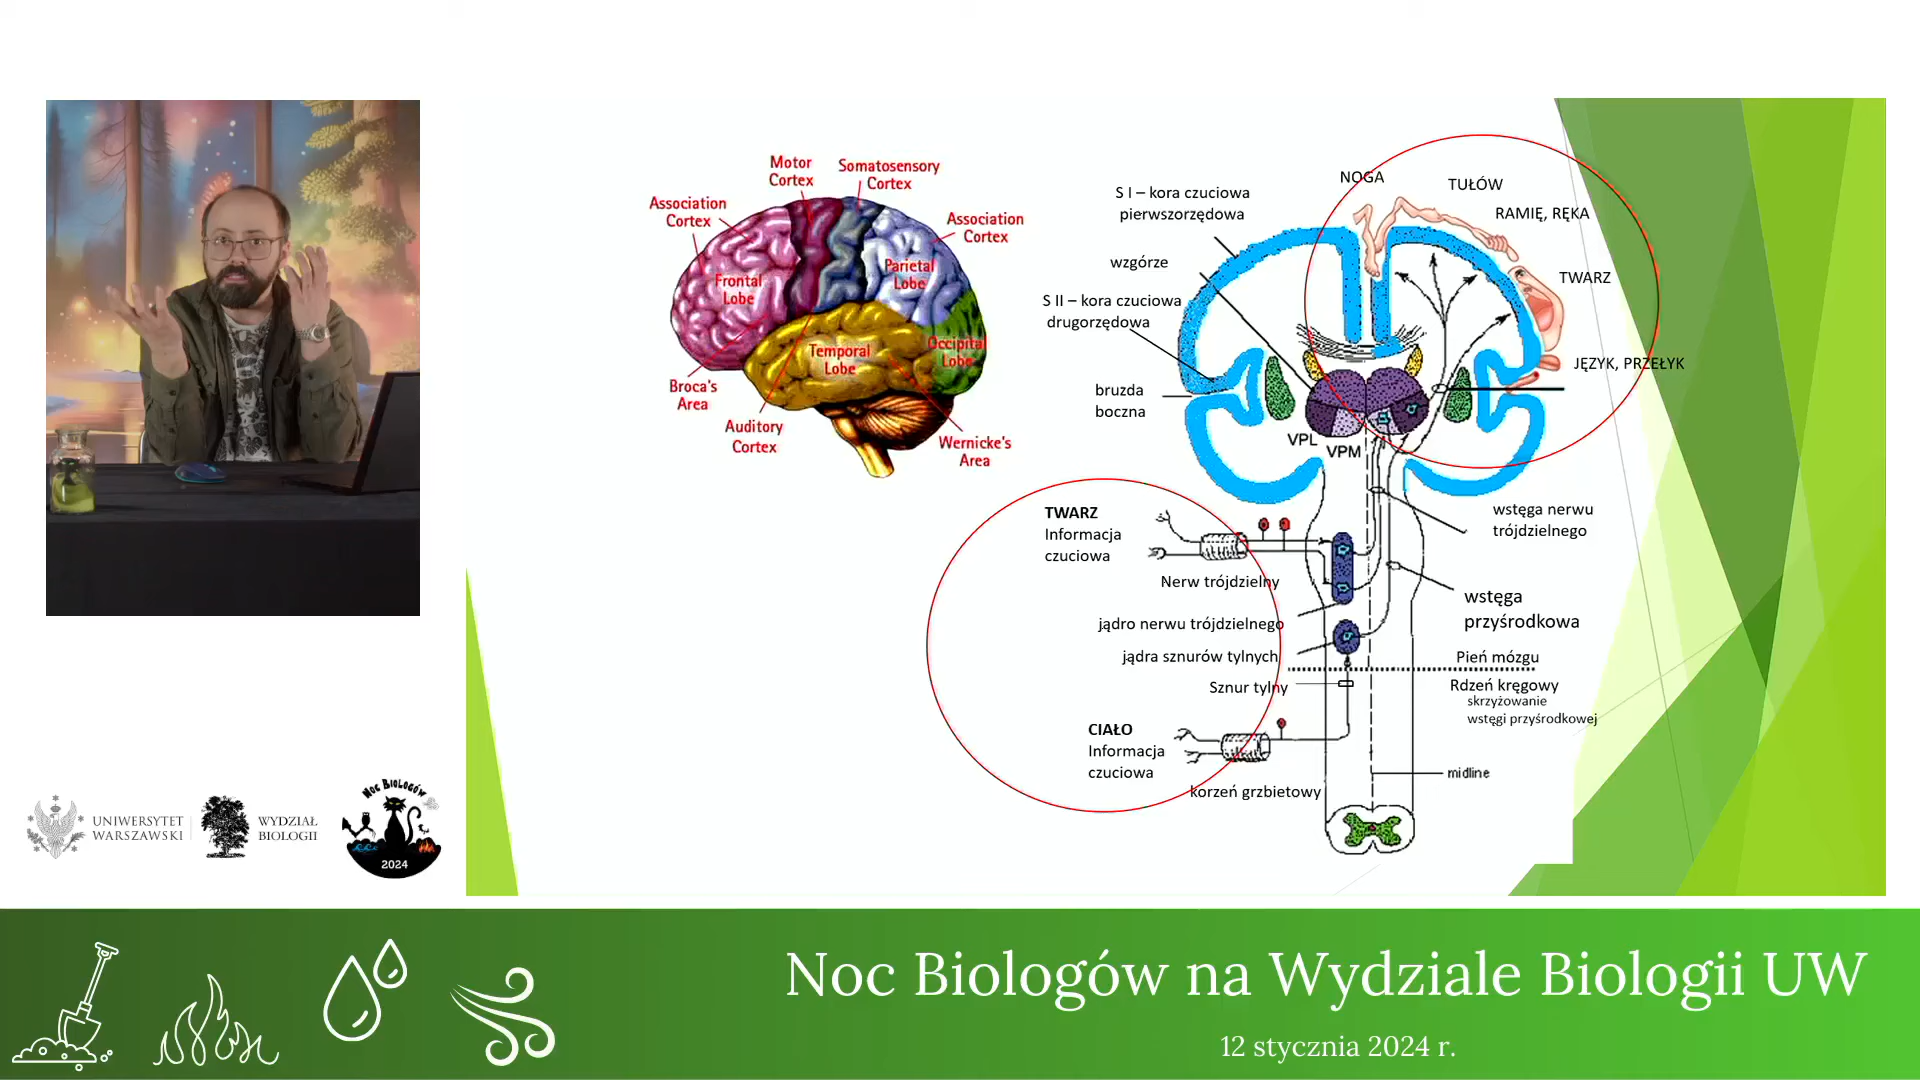 Motor
Cortex
Somatosensory
Cortex
Association
Cortex
Association
Cortex
Frontal
Lobe
Parietal
Lobe
Temporal
Lobe
Occipital
Lobe
Broca's
Area
Auditory
Cortex
Wernicke's
Area
NOGA
TUŁÓW
RAMIĘ, RĘKA
TWARZ
JĘZYK, PRZEŁYK
S I – kora czuciowa
pierwszorzędowa
wzgórze
S II – kora czuciowa
drugorzędowa
bruzda
boczna
VPL
VPM
wstęga nerwu
trójdzielnego
TWARZ
Informacja
czuciowa
Nerw trójdzielny
jądro nerwu trójdzielnego
jądra sznurów tylnych
Sznur tylny
wstęga
przyśrodkowa
Pień mózgu
Rdzeń kręgowy
skrzyżowanie
wstęgi przyśrodkowej
CIAŁO
Informacja
czuciowa
korzeń grzbietowy
midline
UNIWERSYTET
WARSZAWSKI
WYDZIAŁ
BIOLOGII
NOC BIOLOGÓW
2024
Noc Biologów na Wydziale Biologii UW
12 stycznia 2024 r.